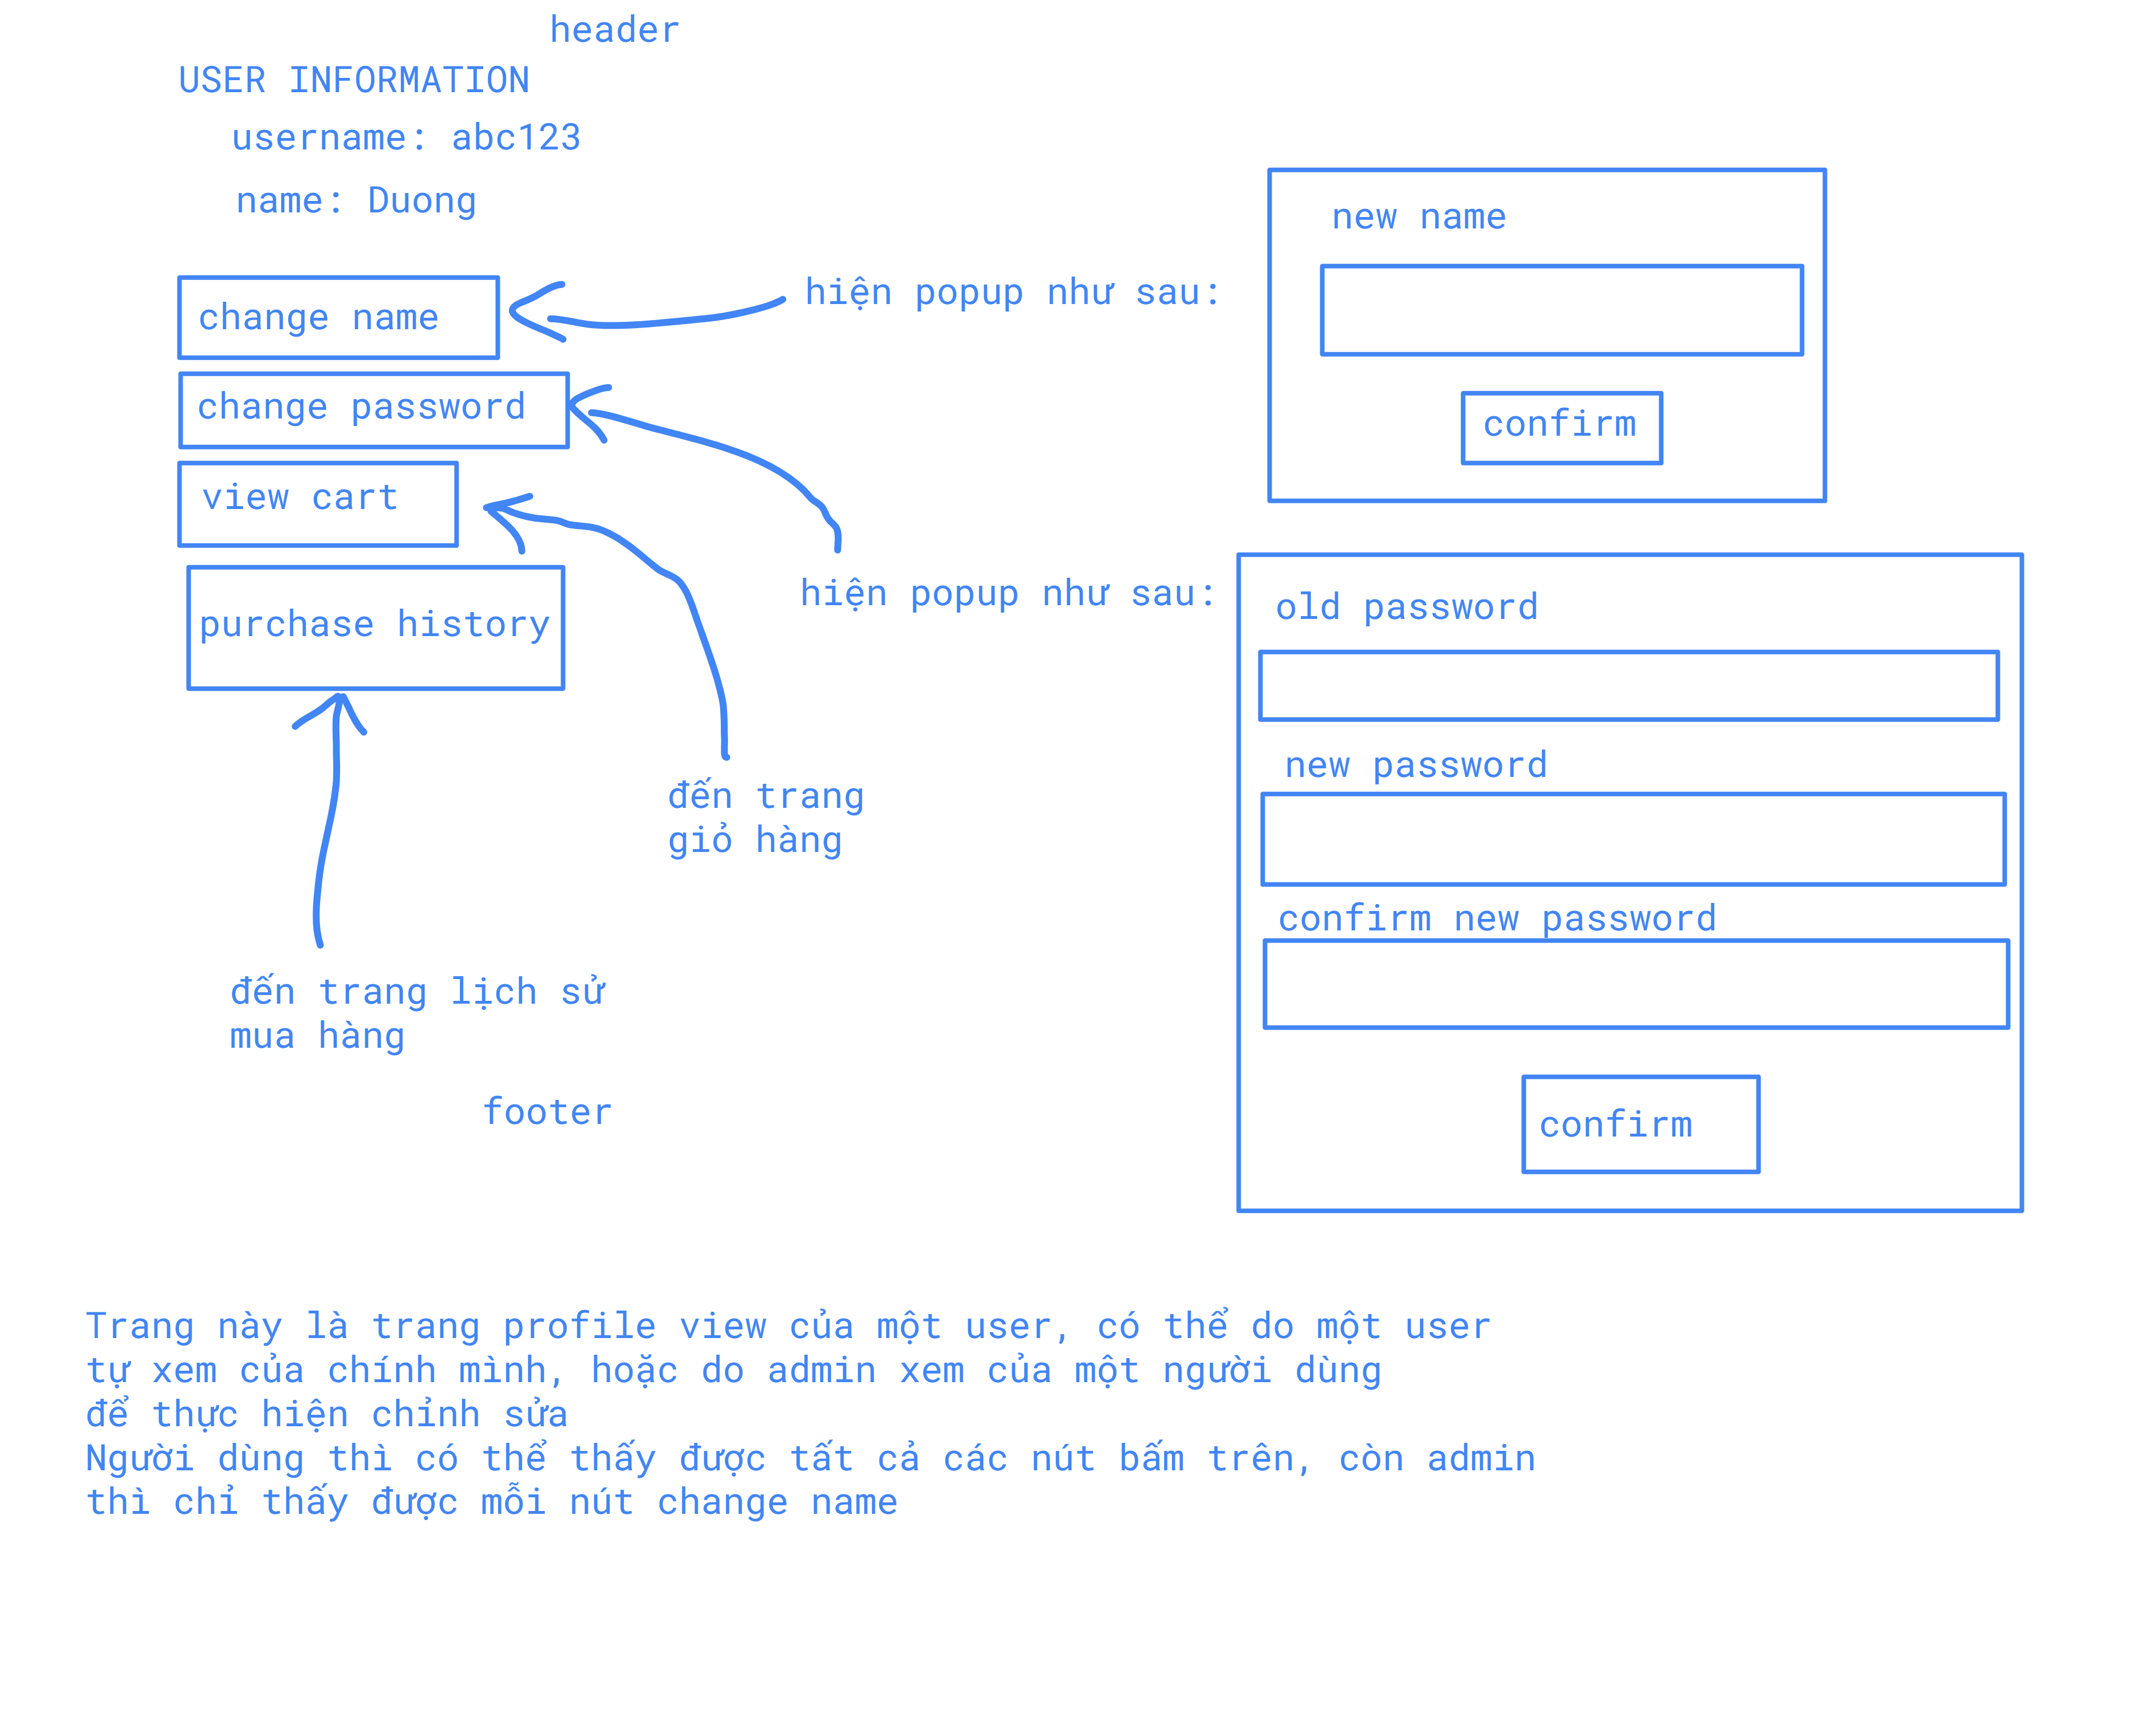 header
USER INFORMATION
username: abc123
name: Duong
change name
hiện popup như sau:
new name
confirm
change password
hiện popup như sau:
old password
new password
confirm new password
confirm
view cart
đến trang
giỏ hàng
purchase history
đến trang lịch sử
mua hàng
footer
Trang này là trang profile view của một user, có thể do một user
tự xem của chính mình, hoặc do admin xem của một người dùng
để thực hiện chỉnh sửa
Người dùng thì có thể thấy được tất cả các nút bấm trên, còn admin
thì chỉ thấy được mỗi nút change name